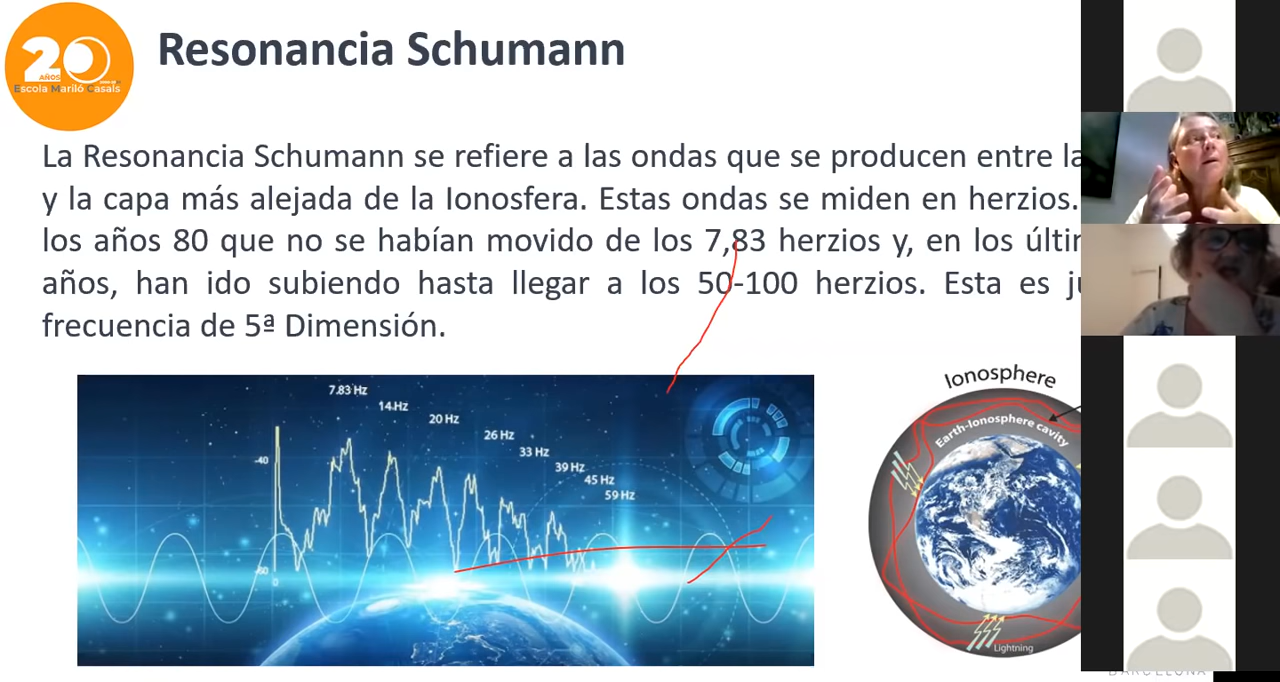 20
AÑOS
Escola Mariló Casals
Resonancia Schumann
La Resonancia Schumann se refiere a las ondas que se producen entre la
y la capa más alejada de la Ionosfera. Estas ondas se miden en herzios.
los años 80 que no se habían movido de los 7,83 herzios y, en los últi
años, han ido subiendo hasta llegar a los 50-100 herzios. Esta es ju
frecuencia de 5ª Dimensión.
7.83 Hz
14 Hz
20 Hz
26 Hz
33 Hz
39 Hz
45 Hz
59 Hz
-40
0
Ionosphere
Earth-Ionosphere cavity
Lightning
BARCELONA